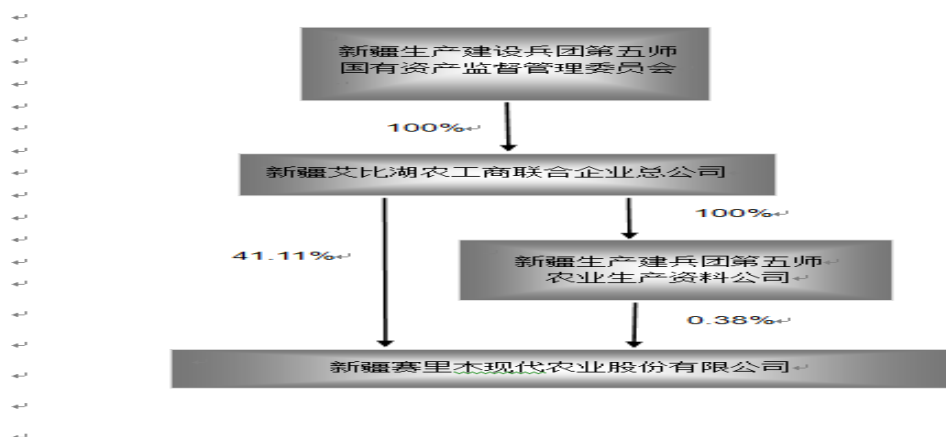 新疆生产建设兵团第五师
国有资产监督管理委员会
100%
新疆艾比湖农工商联合企业总公司
100%
41.11%
新疆生产建兵团第五师
农业生产资料公司
0.38%
新疆赛里木现代农业股份有限公司